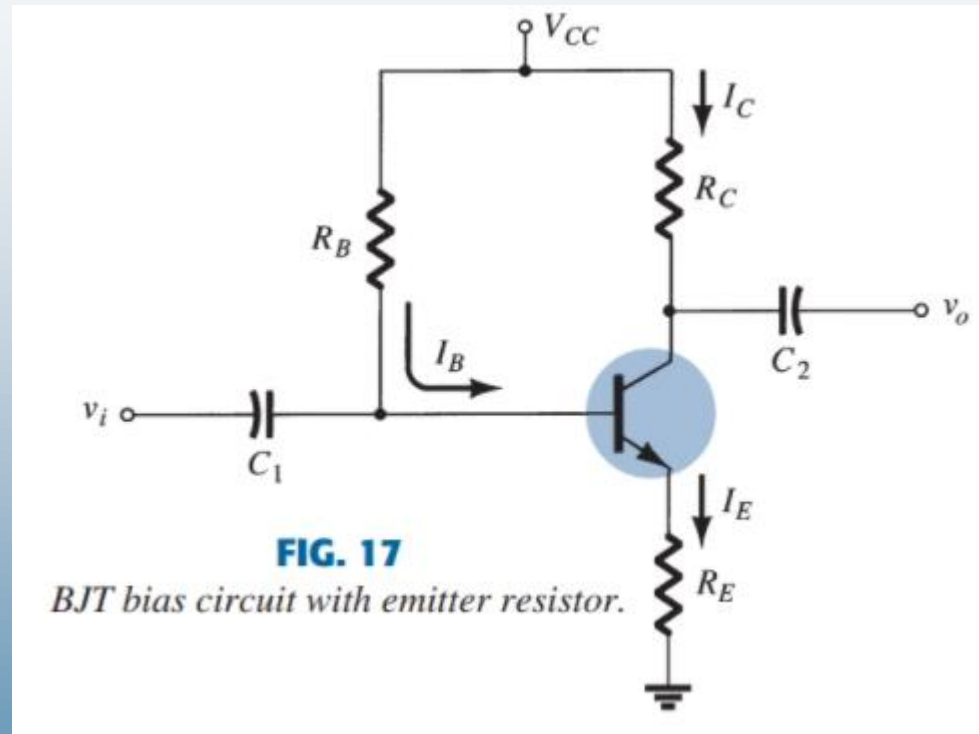 V_CC
I_C
R_C
R_B
v_o
I_B
C_2
v_i
C_1
I_E
FIG. 17
R_E
BJT bias circuit with emitter resistor.